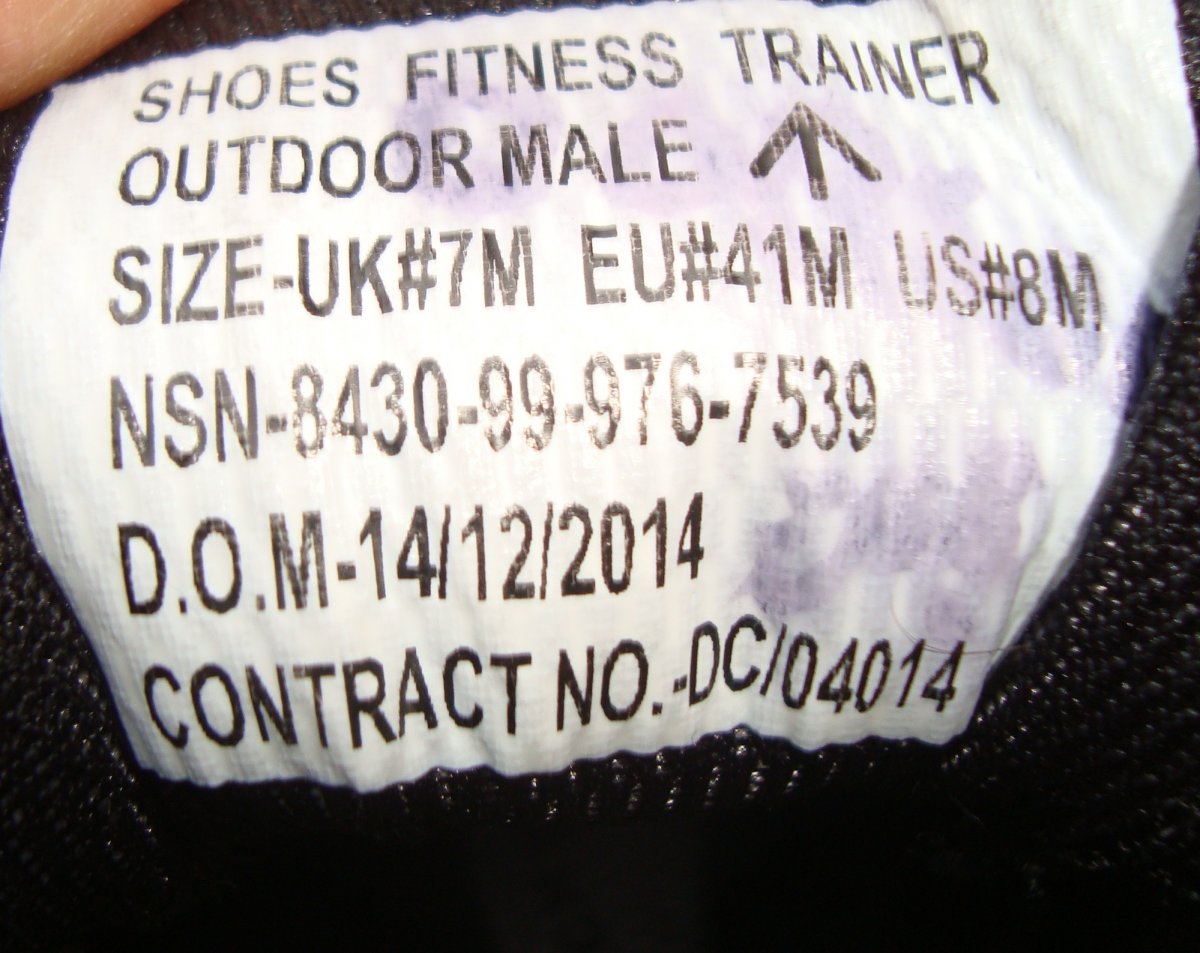 SHOES FITNESS TRAINER
OUTDOOR MALE
SIZE-UK#7M EU#41M US#8M
NSN-8430-99-976-7539
D.O.M-14/12/2014
CONTRACT NO.-DC/04014